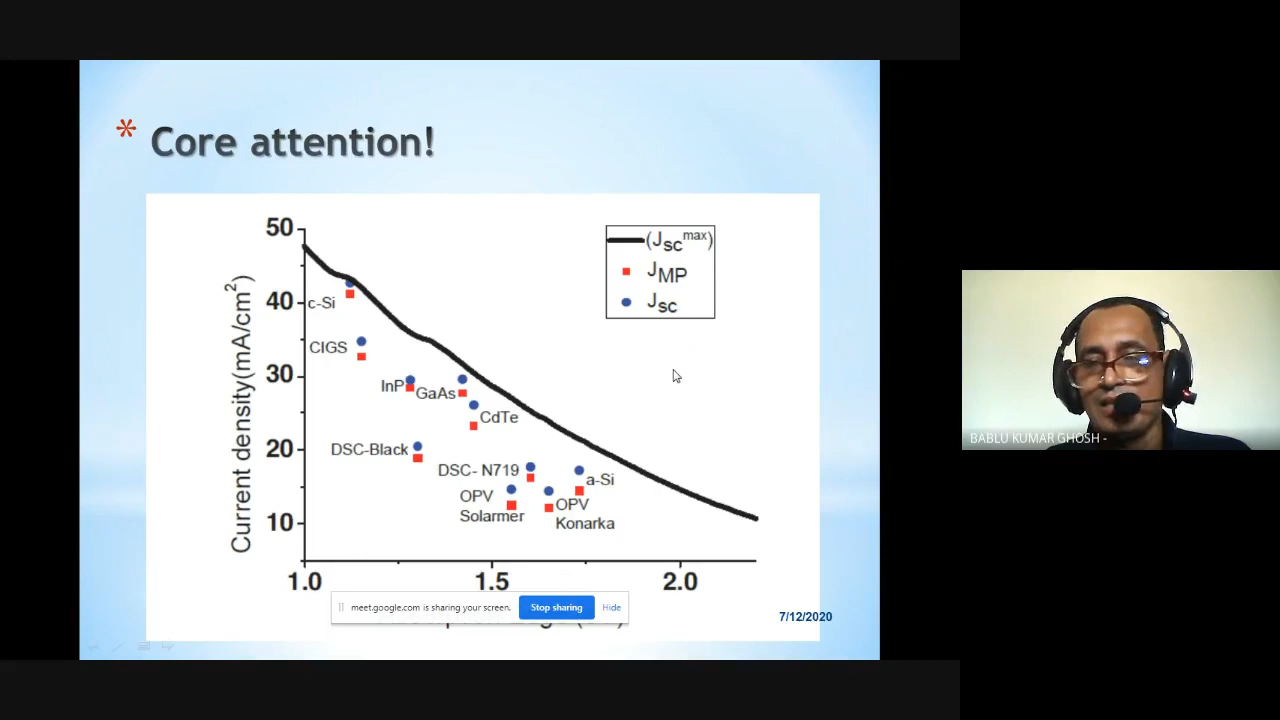 * Core attention!
50
40
30
20
10
Current density(mA/cm2)
(Jscmax)
JMP
Jsc
c-Si
CIGS
InP
GaAs
CdTe
DSC-Black
DSC- N719
a-Si
OPV
Solarmer
OPV
Konarka
1.0 1.5 2.0
meet.google.com is sharing your screen. Stop sharing Hide
7/12/2020
BABLU KUMAR GHOSH -